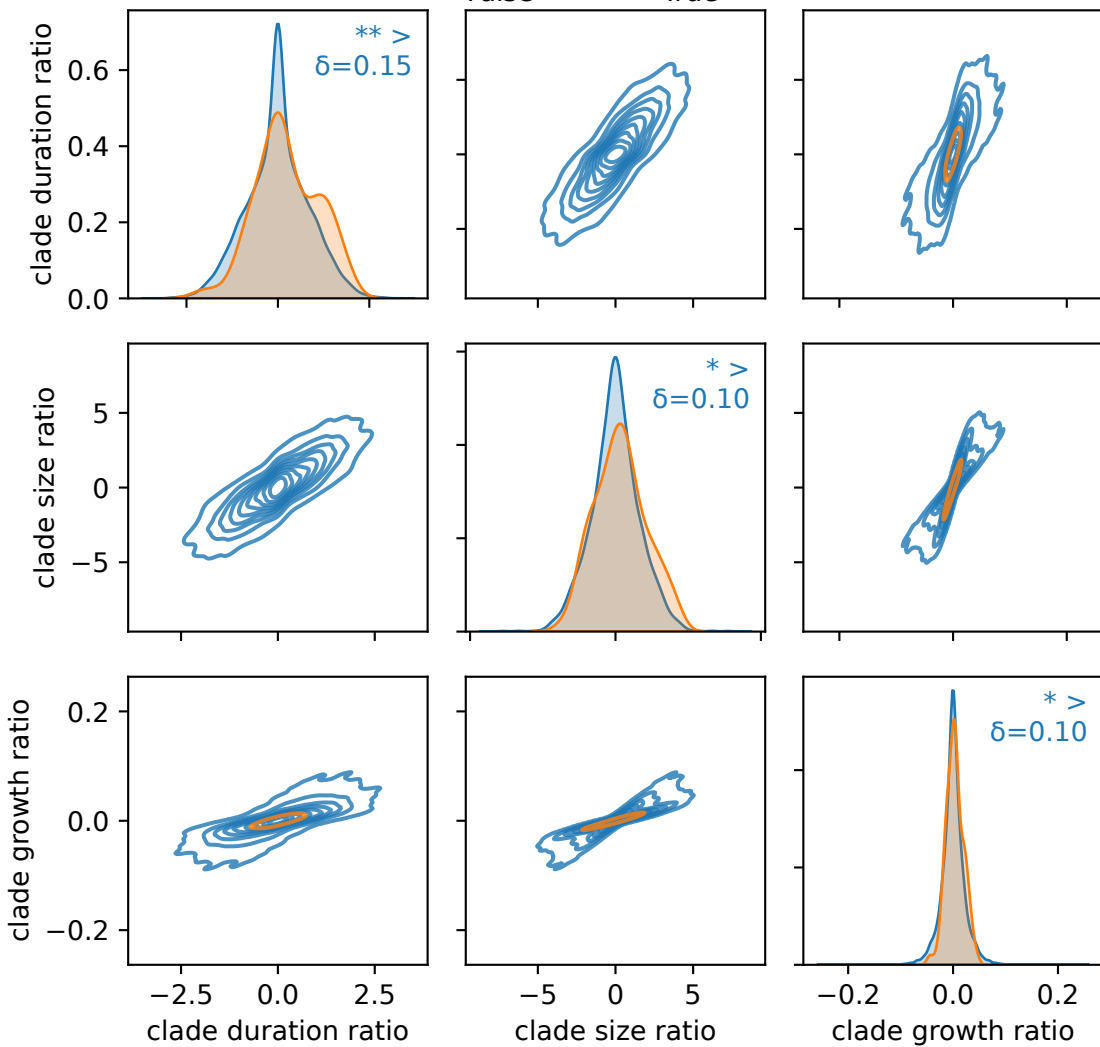 clade duration ratio
0.6
0.4
0.2
0.0
** >
δ=0.15
clade size ratio
5
0
−5
* >
δ=0.10
clade growth ratio
0.2
0.0
−0.2
* >
δ=0.10
−2.5 0.0 2.5
−5 0 5
−0.2 0.0 0.2
clade duration ratio
clade size ratio
clade growth ratio